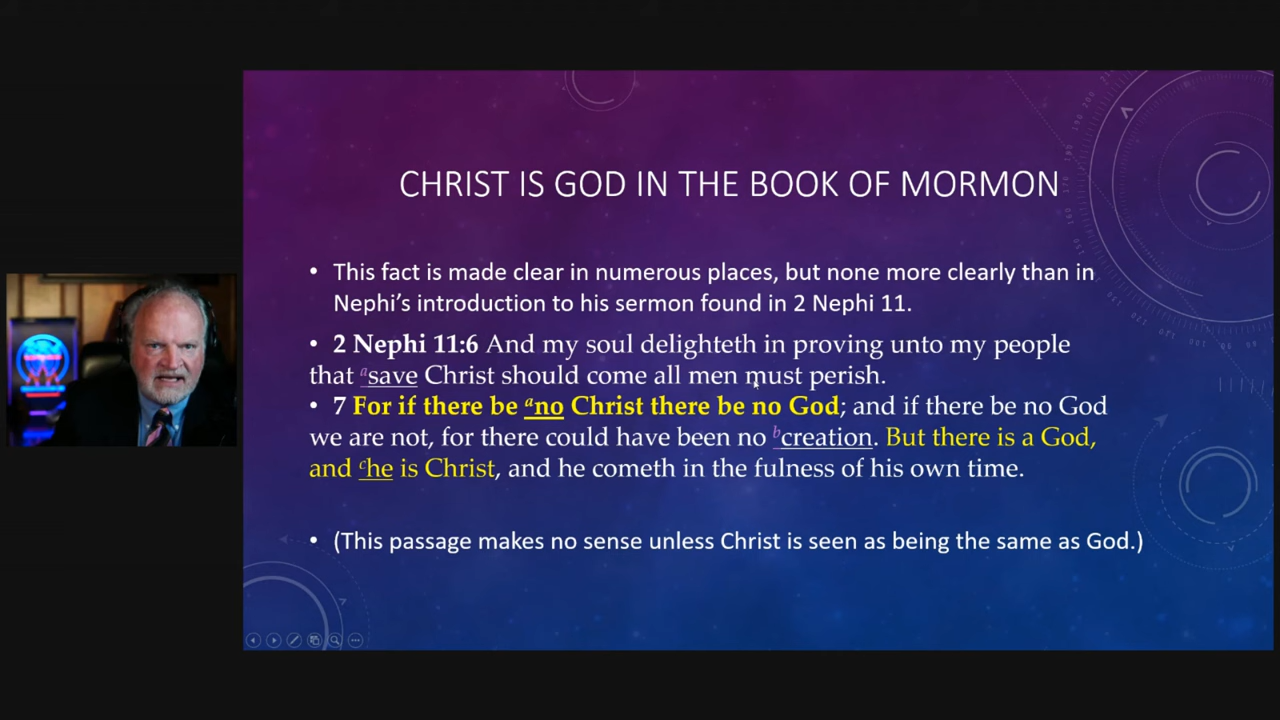 CHRIST IS GOD IN THE BOOK OF MORMON
• This fact is made clear in numerous places, but none more clearly than in
Nephi’s introduction to his sermon found in 2 Nephi 11.
• 2 Nephi 11:6 And my soul delighteth in proving unto my people
that asave Christ should come all men must perish.
• 7 For if there be ano Christ there be no God; and if there be no God
we are not, for there could have been no bcreation. But there is a God,
and che is Christ, and he cometh in the fulness of his own time.
• (This passage makes no sense unless Christ is seen as being the same as God.)